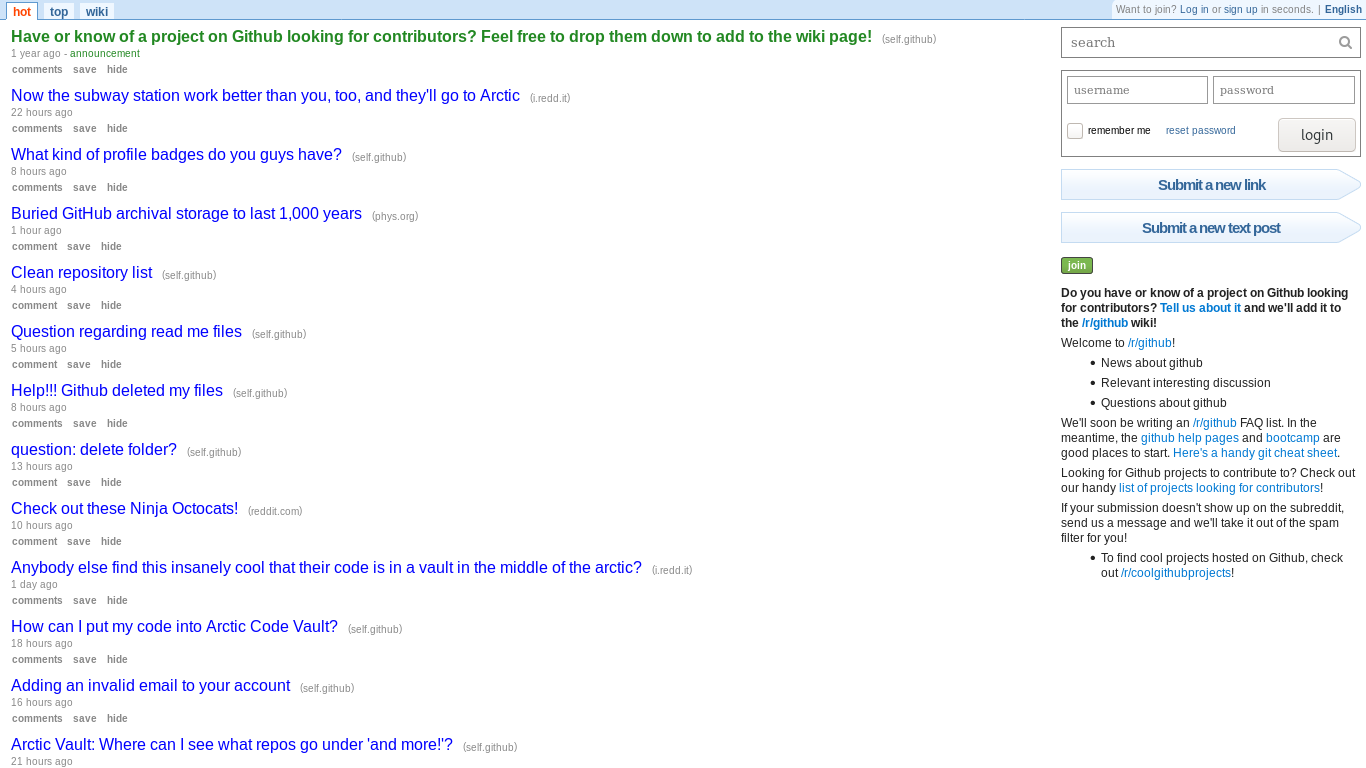 hot top wiki
Want to join? Log in or sign up in seconds. | English
Have or know of a project on Github looking for contributors? Feel free to drop them down to add to the wiki page! (self.github)
1 year ago - announcement
comments save hide
Now the subway station work better than you, too, and they'll go to Arctic (i.redd.it)
22 hours ago
comments save hide
What kind of profile badges do you guys have? (self.github)
8 hours ago
comments save hide
Buried GitHub archival storage to last 1,000 years (phys.org)
1 hour ago
comment save hide
Clean repository list (self.github)
4 hours ago
comment save hide
Question regarding read me files (self.github)
5 hours ago
comment save hide
Help!!! Github deleted my files (self.github)
8 hours ago
comments save hide
question: delete folder? (self.github)
13 hours ago
comment save hide
Check out these Ninja Octocats! (reddit.com)
10 hours ago
comment save hide
Anybody else find this insanely cool that their code is in a vault in the middle of the arctic? (i.redd.it)
1 day ago
comments save hide
How can I put my code into Arctic Code Vault? (self.github)
18 hours ago
comments save hide
Adding an invalid email to your account (self.github)
16 hours ago
comments save hide
Arctic Vault: Where can I see what repos go under 'and more!'? (self.github)
21 hours ago
search
username password
remember me reset password login
Submit a new link
Submit a new text post
join
Do you have or know of a project on Github looking
for contributors? Tell us about it and we'll add it to
the /r/github wiki!
Welcome to /r/github!
• News about github
• Relevant interesting discussion
• Questions about github
We'll soon be writing an /r/github FAQ list. In the
meantime, the github help pages and bootcamp are
good places to start. Here's a handy git cheat sheet.
Looking for Github projects to contribute to? Check out
our handy list of projects looking for contributors!
If your submission doesn't show up on the subreddit,
send us a message and we'll take it out of the spam
filter for you!
• To find cool projects hosted on Github, check
out /r/coolgithubprojects!